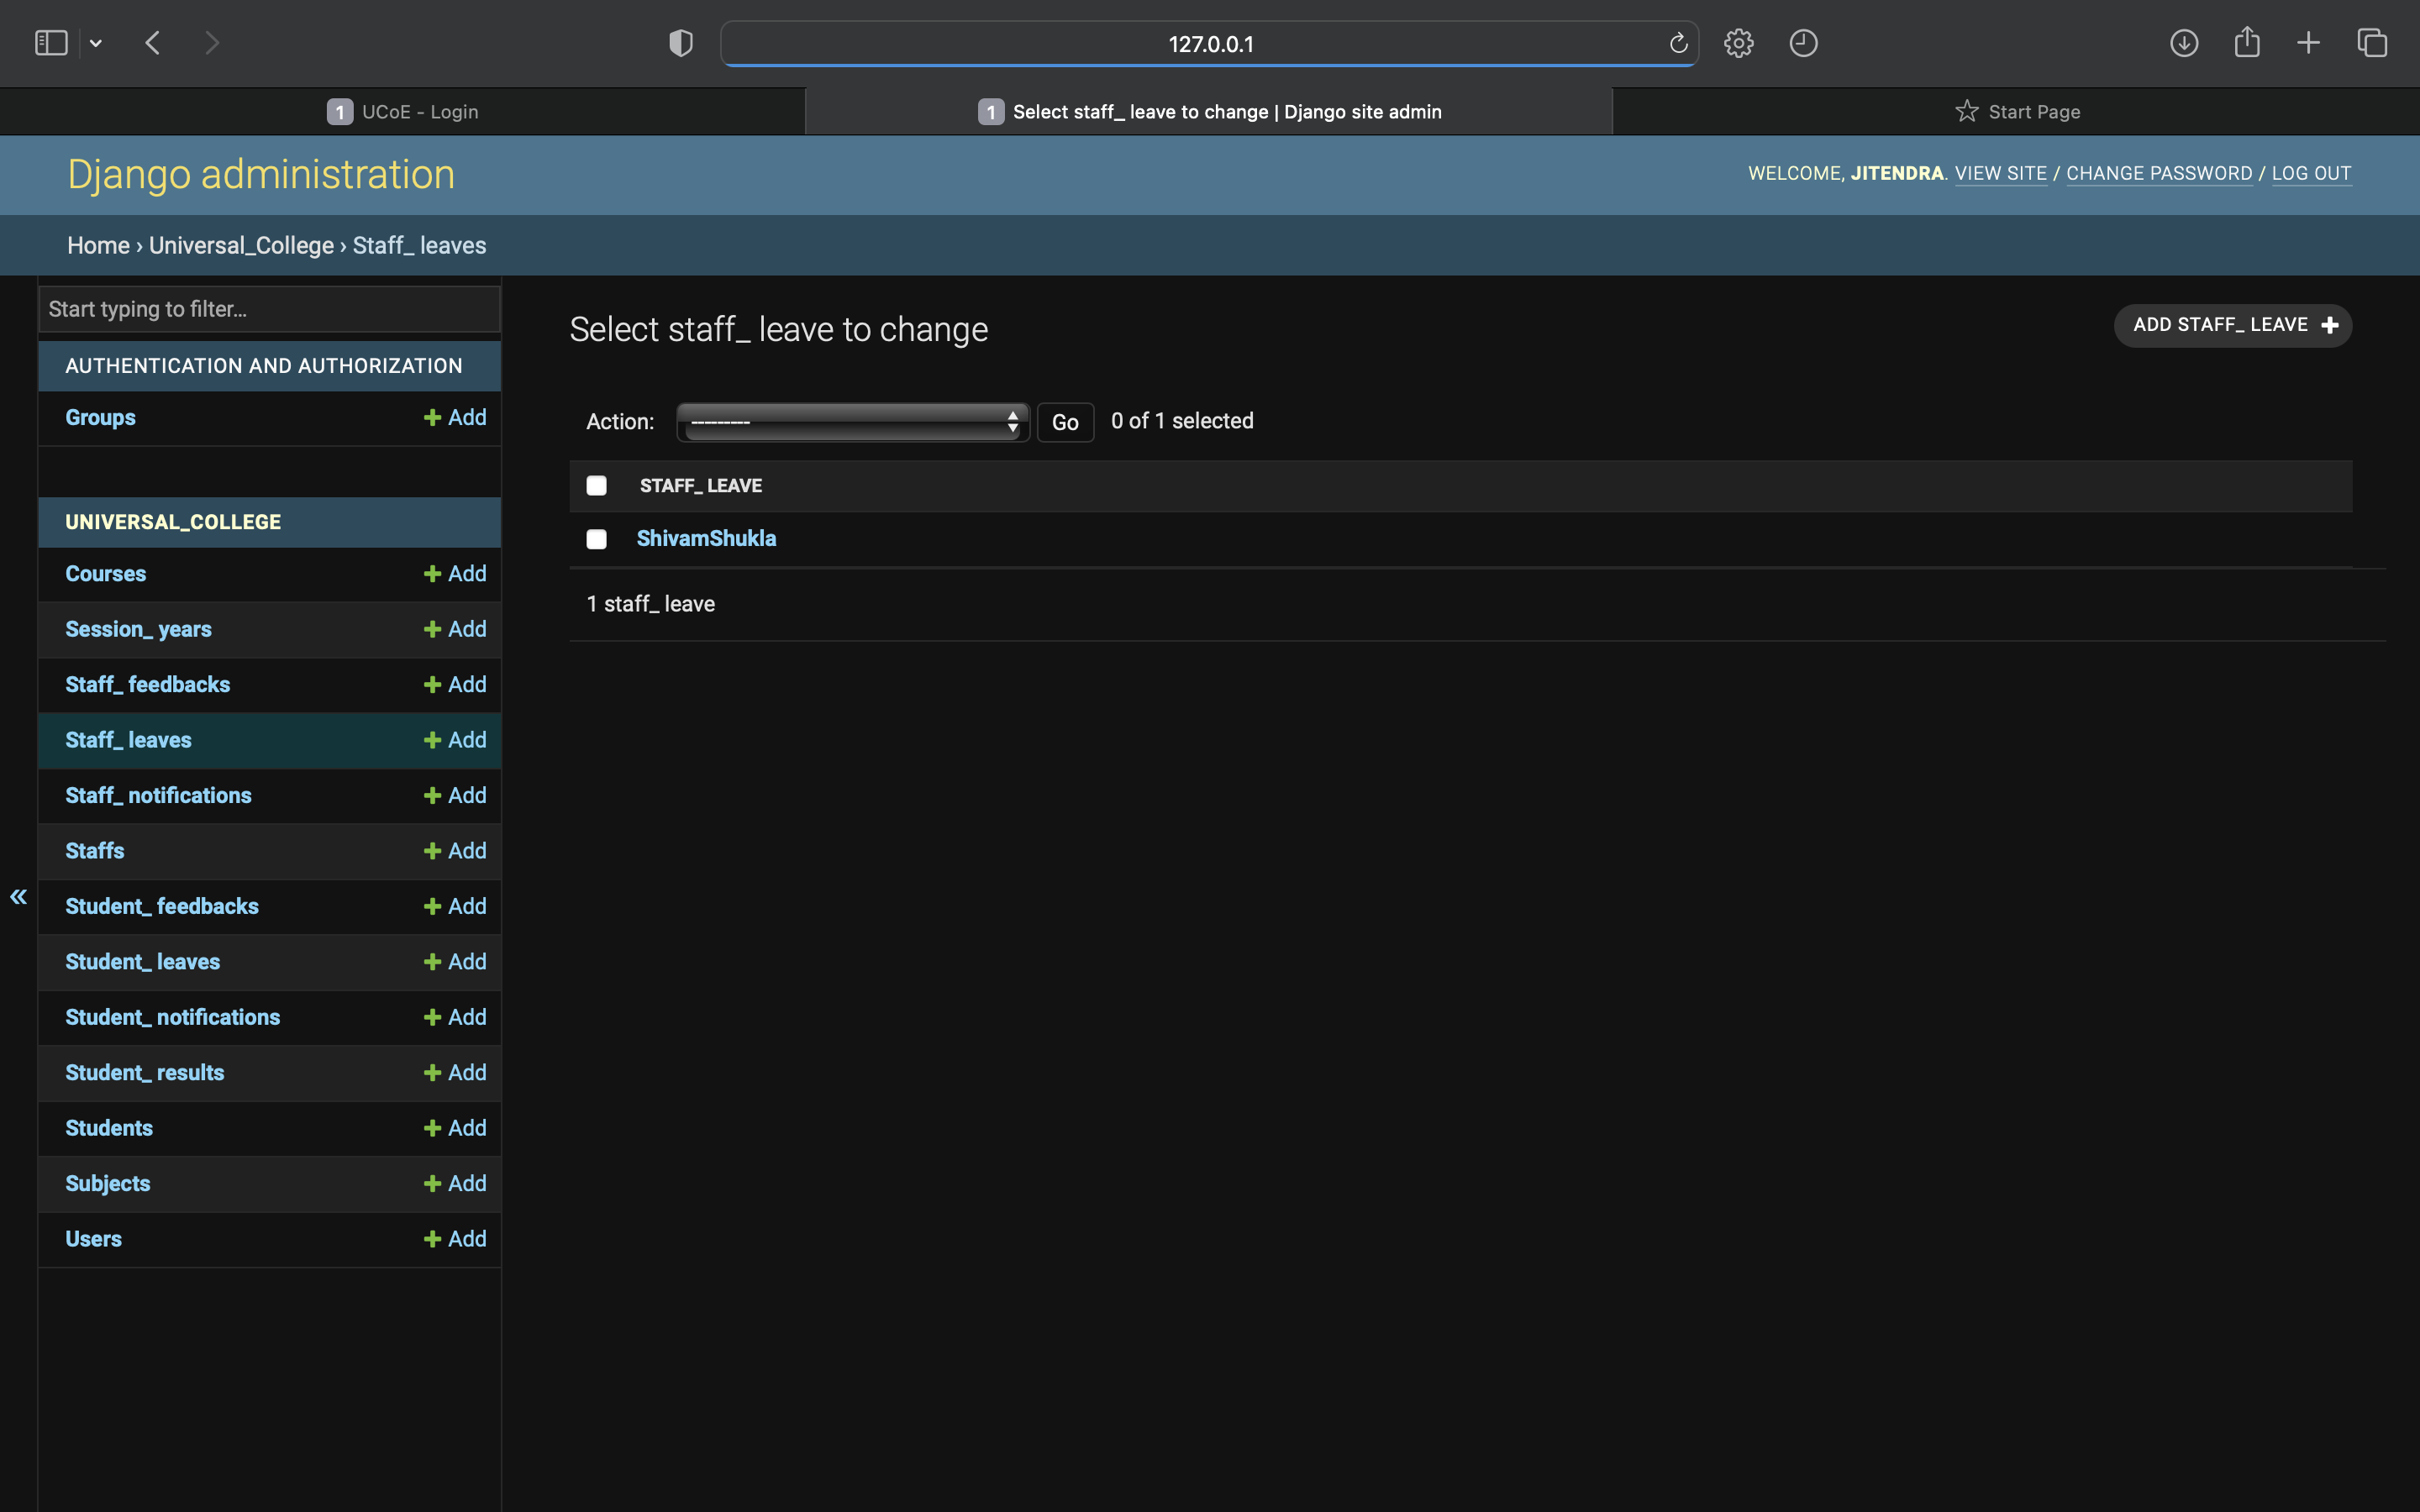 127.0.0.1
1 UCoE - Login
1 Select staff_ leave to change | Django site admin
Start Page
Django administration
WELCOME, JITENDRA. VIEW SITE / CHANGE PASSWORD / LOG OUT
Home › Universal_College › Staff_ leaves
Start typing to filter...
AUTHENTICATION AND AUTHORIZATION
Groups + Add
UNIVERSAL_COLLEGE
Courses + Add
Session_ years + Add
Staff_ feedbacks + Add
Staff_ leaves + Add
Staff_ notifications + Add
Staffs + Add
Student_ feedbacks + Add
Student_ leaves + Add
Student_ notifications + Add
Student_ results + Add
Students + Add
Subjects + Add
Users + Add
«
Select staff_ leave to change
ADD STAFF_ LEAVE +
Action: --------- Go 0 of 1 selected
STAFF_ LEAVE
ShivamShukla
1 staff_ leave